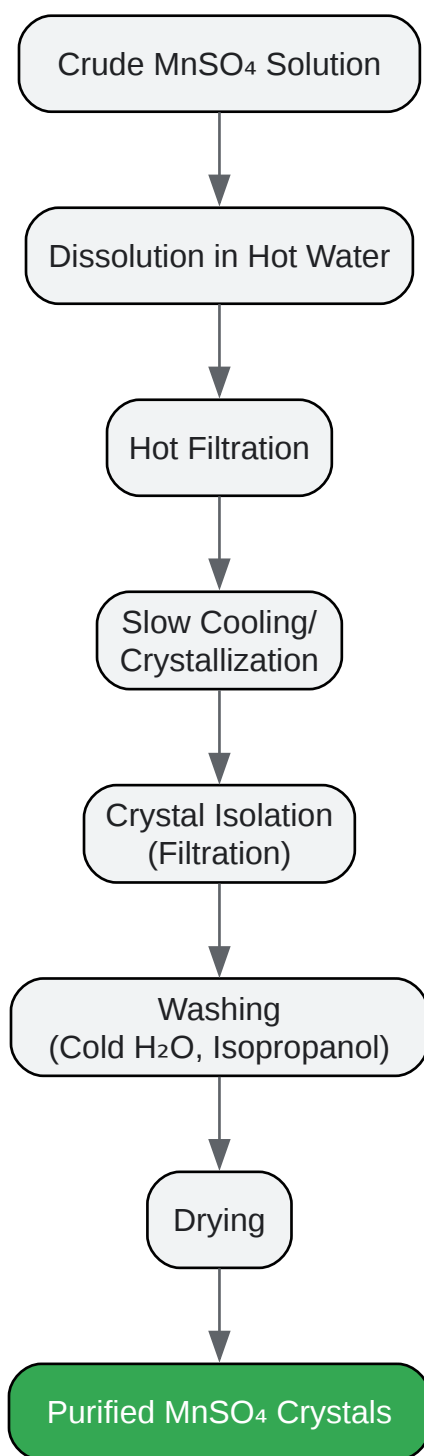 Crude MnSO₄ Solution
Dissolution in Hot Water
Hot Filtration
Slow Cooling/
Crystallization
Crystal Isolation
(Filtration)
Washing
(Cold H₂O, Isopropanol)
Drying
Purified MnSO₄ Crystals